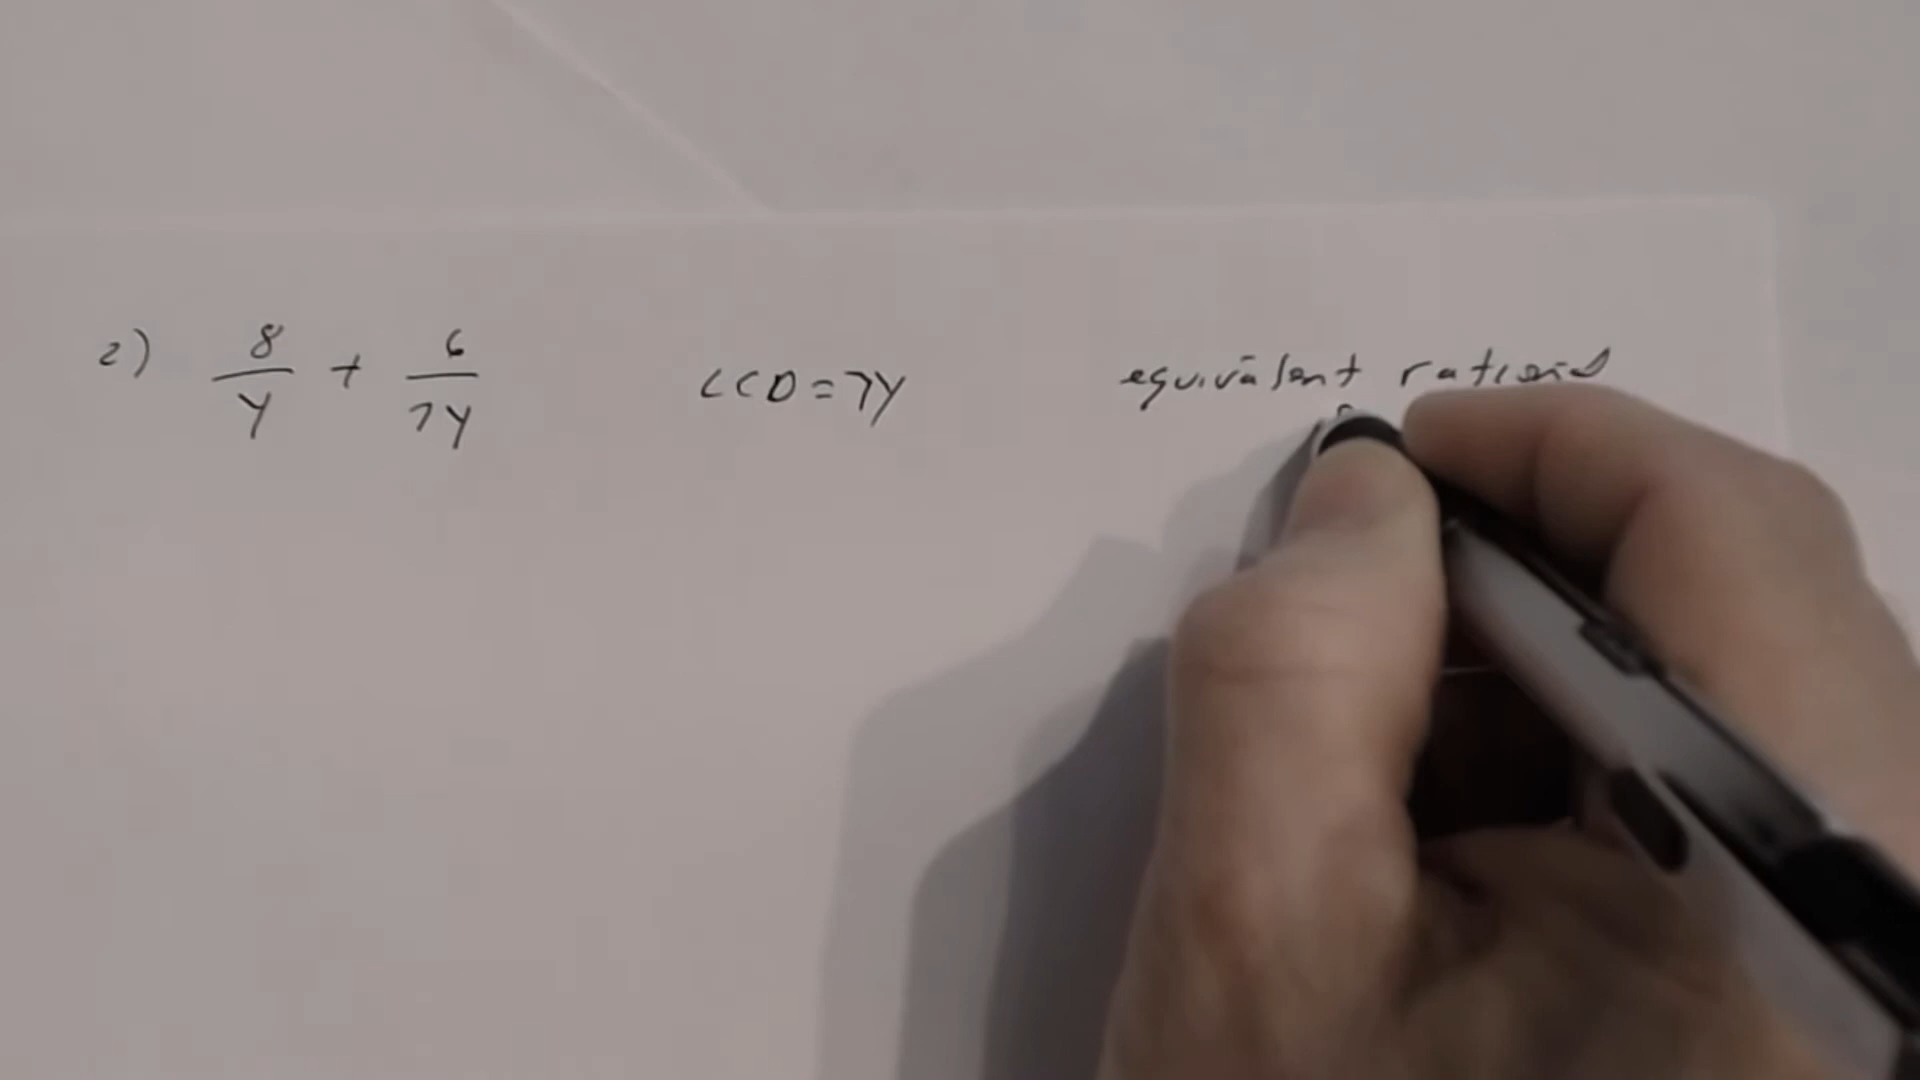 2) 8/y + 6/7y LCD = 7y equivalent rational